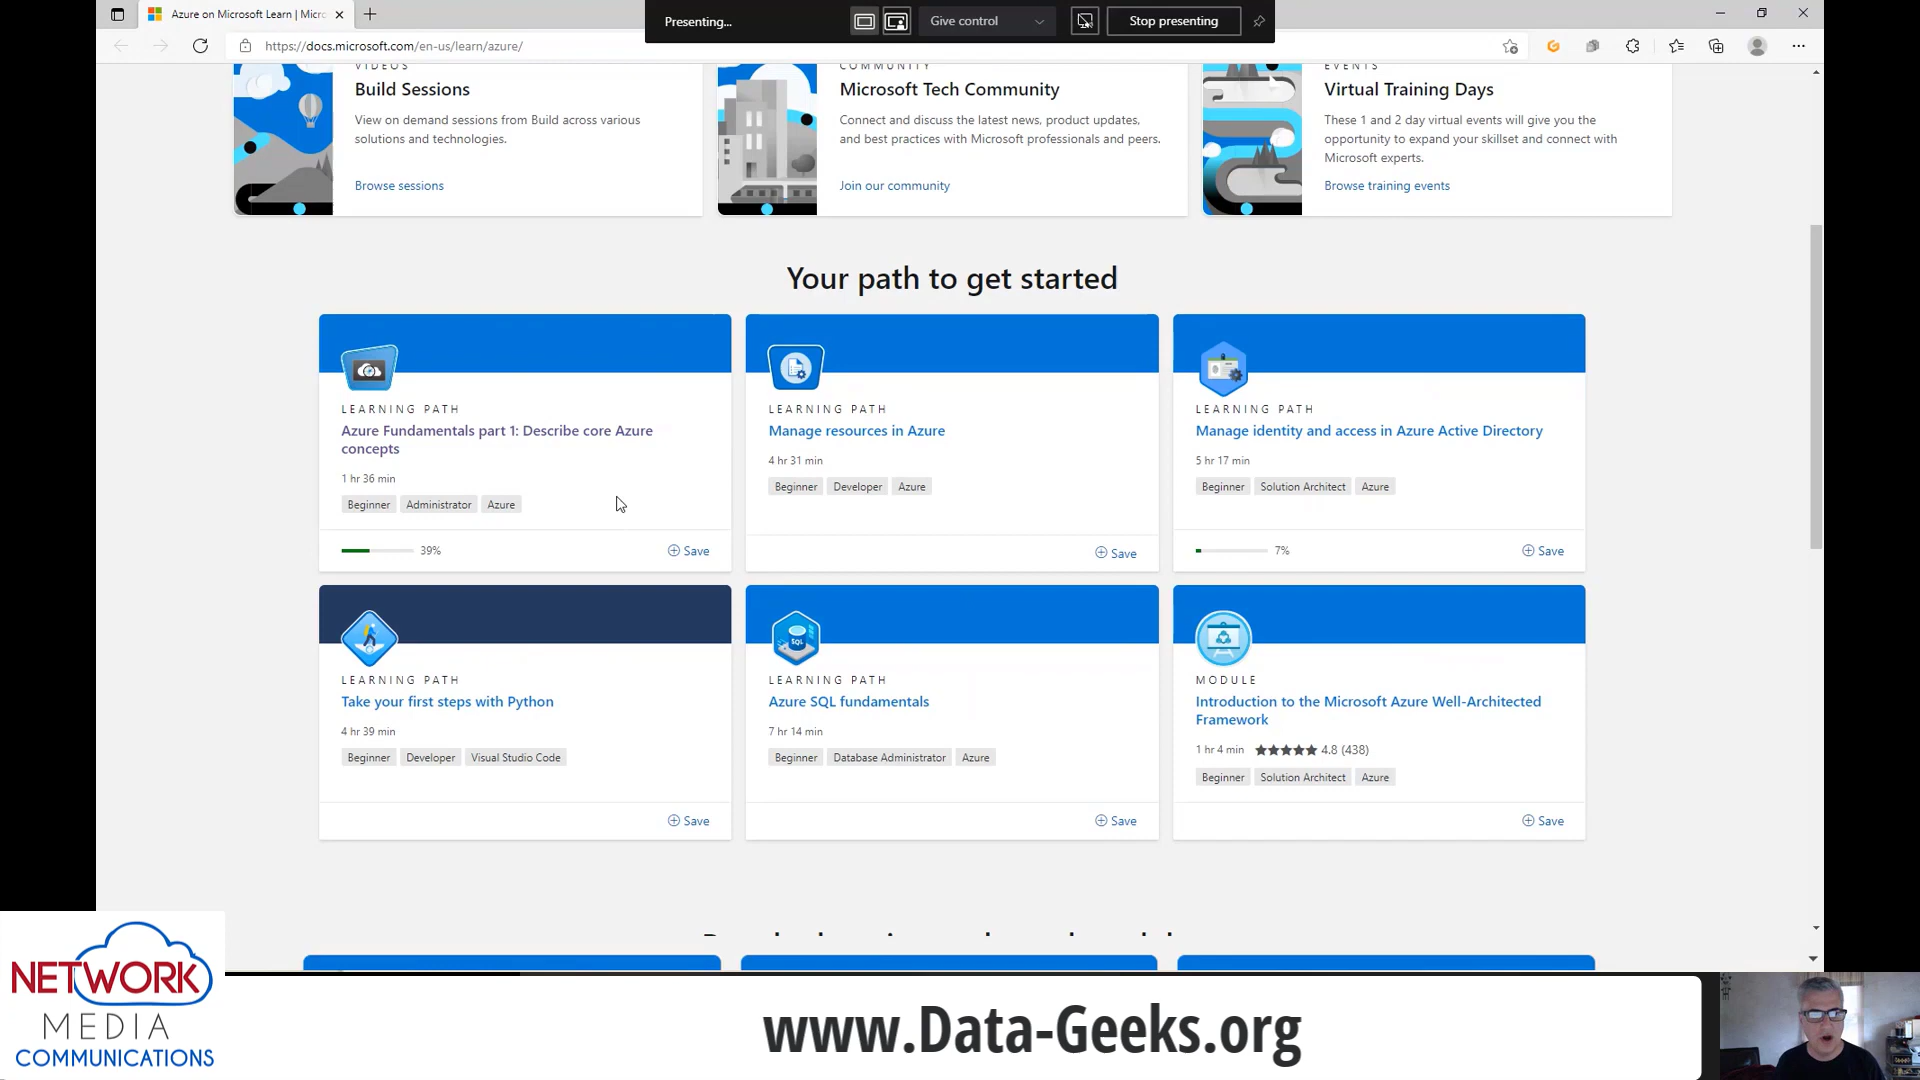 Azure on Microsoft Learn | Micr
Presenting...
Give control
Stop presenting
https://docs.microsoft.com/en-us/learn/azure/
VIDEOS
Build Sessions
View on demand sessions from Build across various
solutions and technologies.
Browse sessions
COMMUNITY
Microsoft Tech Community
Connect and discuss the latest news, product updates,
and best practices with Microsoft professionals and peers.
Join our community
EVENTS
Virtual Training Days
These 1 and 2 day virtual events will give you the
opportunity to expand your skillset and connect with
Microsoft experts.
Browse training events
Your path to get started
LEARNING PATH
Azure Fundamentals part 1: Describe core Azure
concepts
1 hr 36 min
Beginner Administrator Azure
39% Save
LEARNING PATH
Manage resources in Azure
4 hr 31 min
Beginner Developer Azure
Save
LEARNING PATH
Manage identity and access in Azure Active Directory
5 hr 17 min
Beginner Solution Architect Azure
7% Save
LEARNING PATH
Take your first steps with Python
4 hr 39 min
Beginner Developer Visual Studio Code
Save
LEARNING PATH
SQL
Azure SQL fundamentals
7 hr 14 min
Beginner Database Administrator Azure
Save
MODULE
Introduction to the Microsoft Azure Well-Architected
Framework
1 hr 4 min ★★★★★ 4.8 (438)
Beginner Solution Architect Azure
Save
NETWORK
MEDIA
COMMUNICATIONS
www.Data-Geeks.org